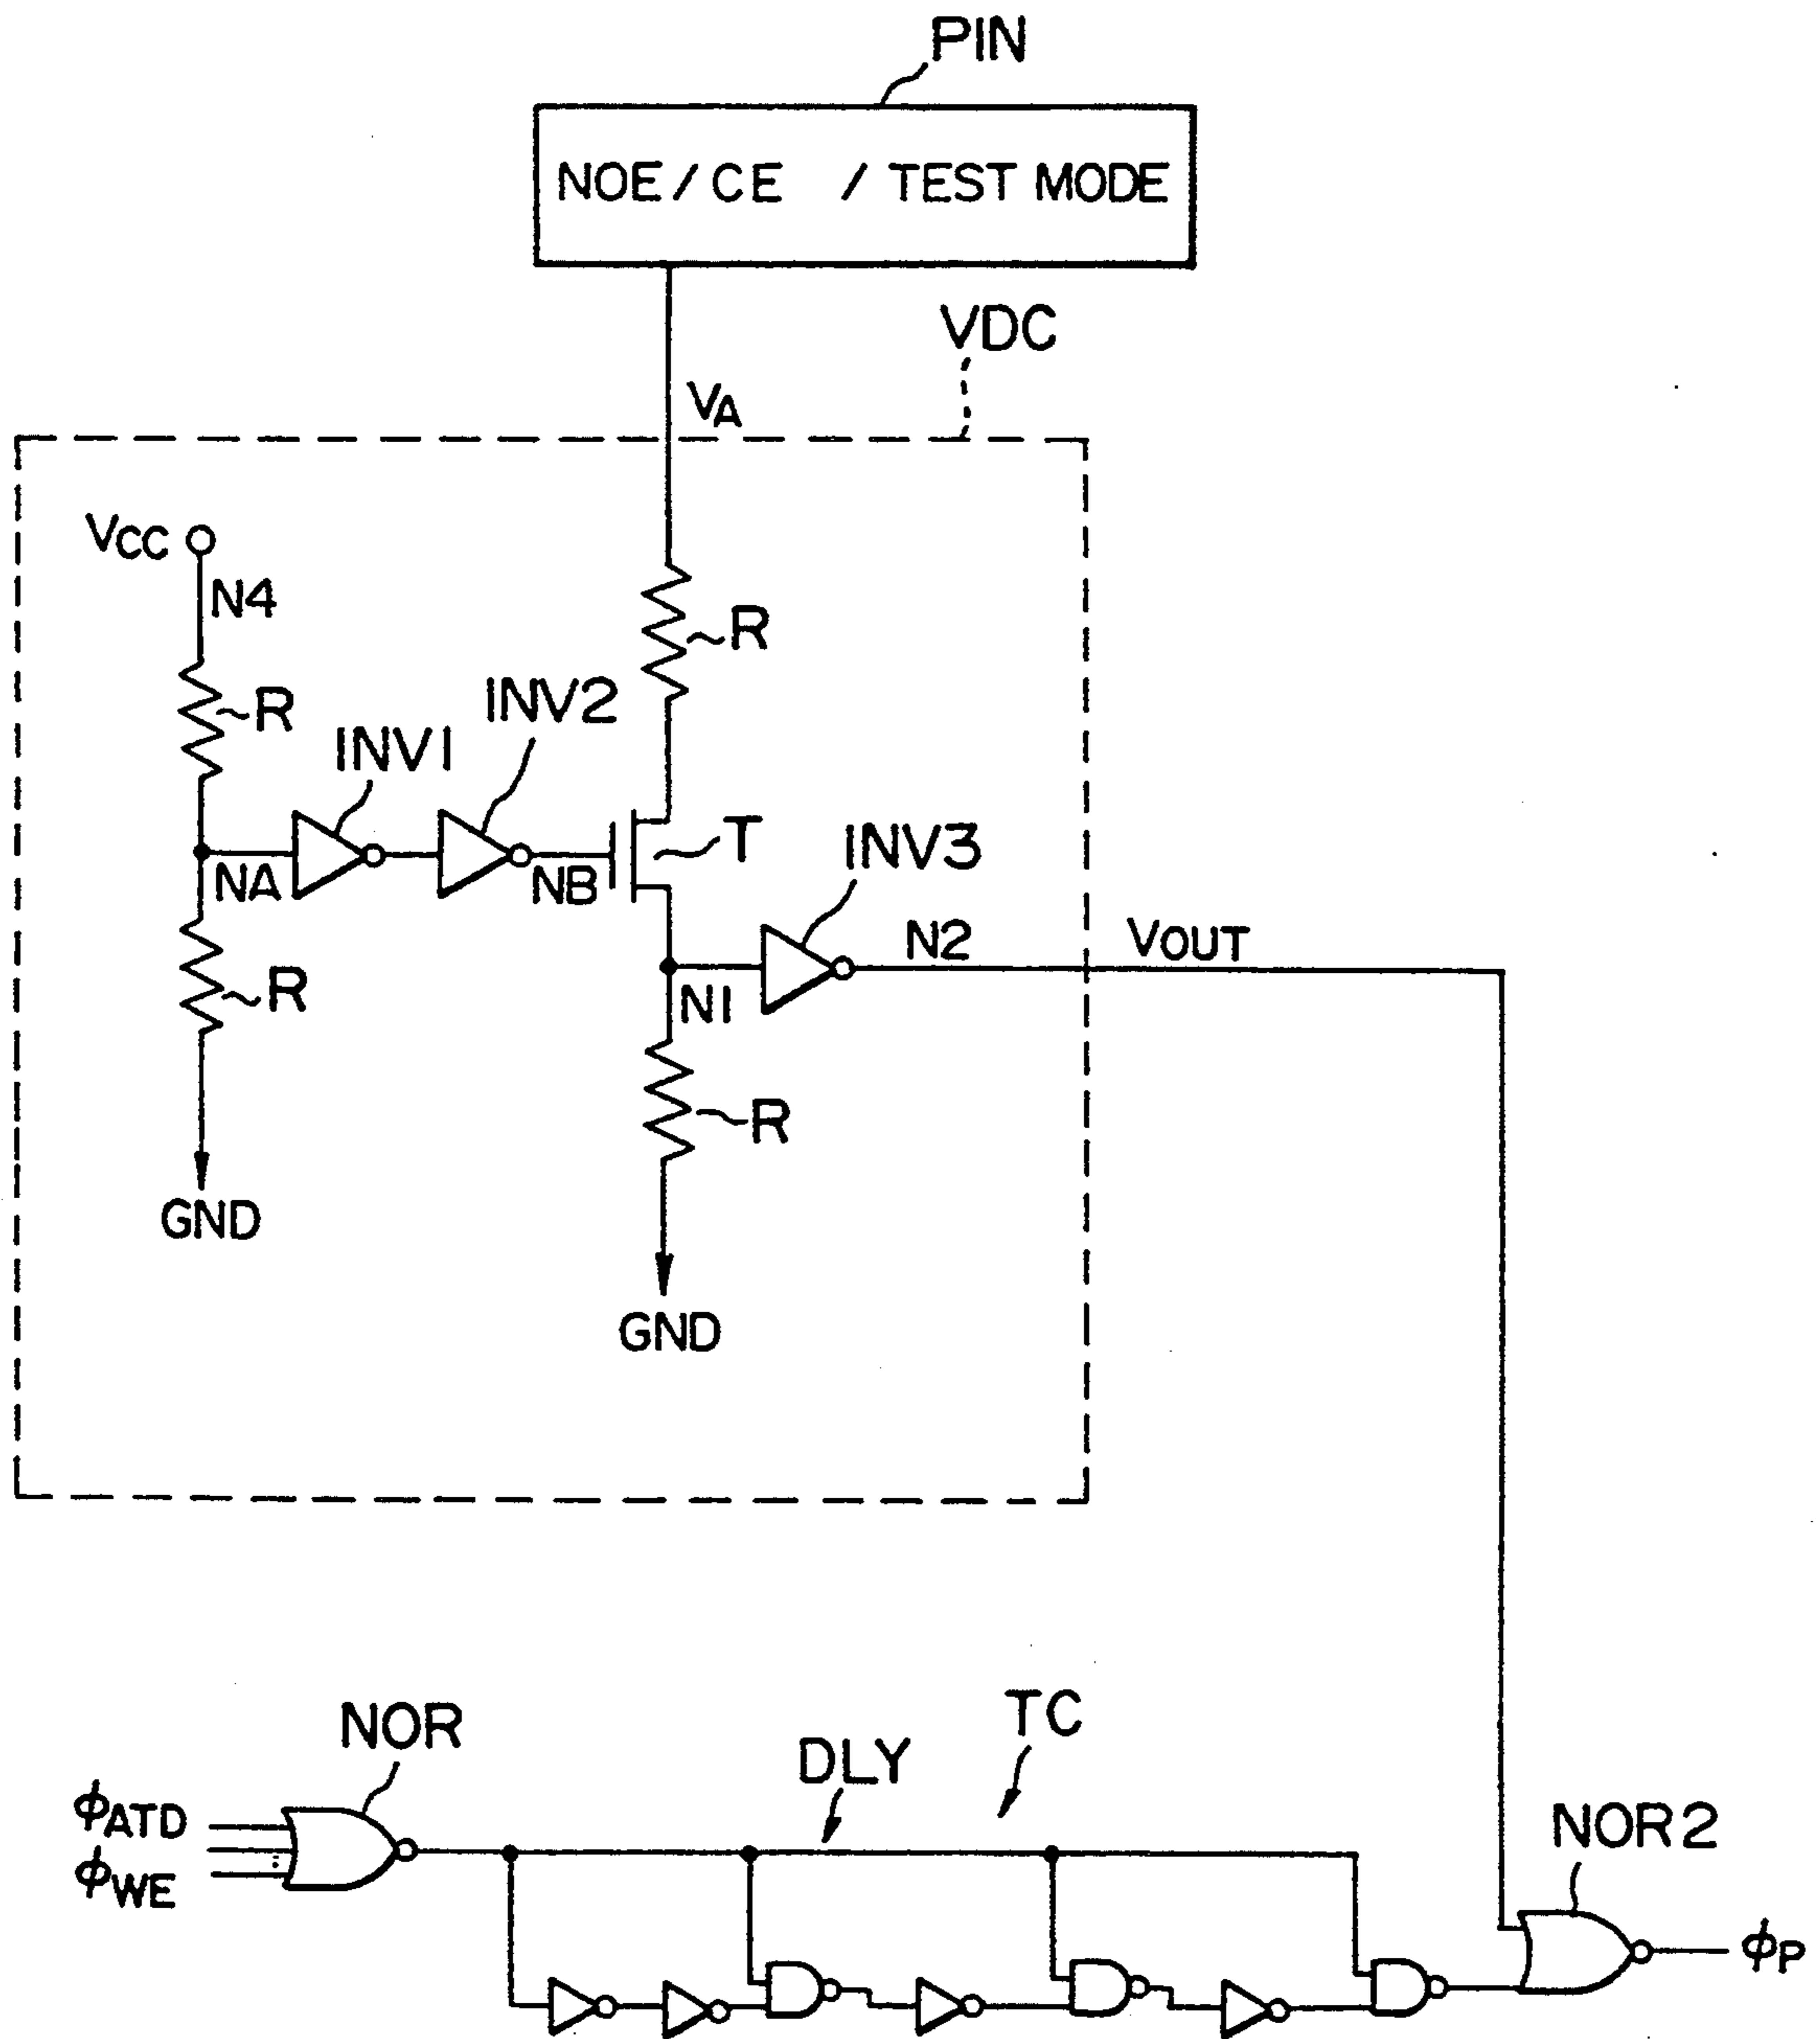 PIN
NOE / CE / TEST MODE
VDC
VA
VCC
N4
R
R
INV2
INV1
T
INV3
NA
NB
N2
VOUT
R
N1
R
GND
GND
NOR
TC
DLY
ϕATD
NOR2
ϕWE
ϕP